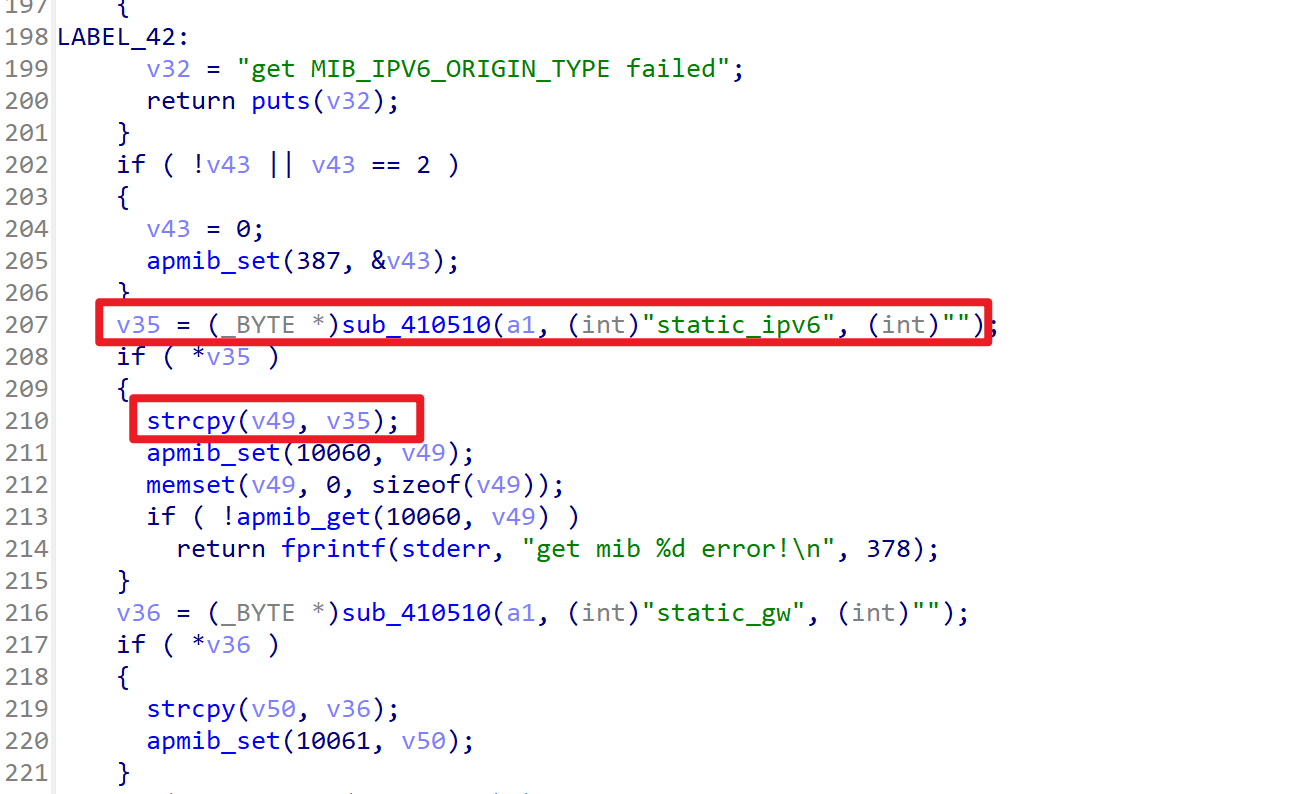 197     {
198 LABEL_42:
199       v32 = "get MIB_IPV6_ORIGIN_TYPE failed";
200       return puts(v32);
201     }
202     if ( !v43 || v43 == 2 )
203     {
204       v43 = 0;
205       apmib_set(387, &v43);
206     }
207     v35 = (_BYTE *)sub_410510(a1, (int)"static_ipv6", (int)"");
208     if ( *v35 )
209     {
210       strcpy(v49, v35);
211       apmib_set(10060, v49);
212       memset(v49, 0, sizeof(v49));
213       if ( !apmib_get(10060, v49) )
214         return fprintf(stderr, "get mib %d error!\n", 378);
215     }
216     v36 = (_BYTE *)sub_410510(a1, (int)"static_gw", (int)"");
217     if ( *v36 )
218     {
219       strcpy(v50, v36);
220       apmib_set(10061, v50);
221     }